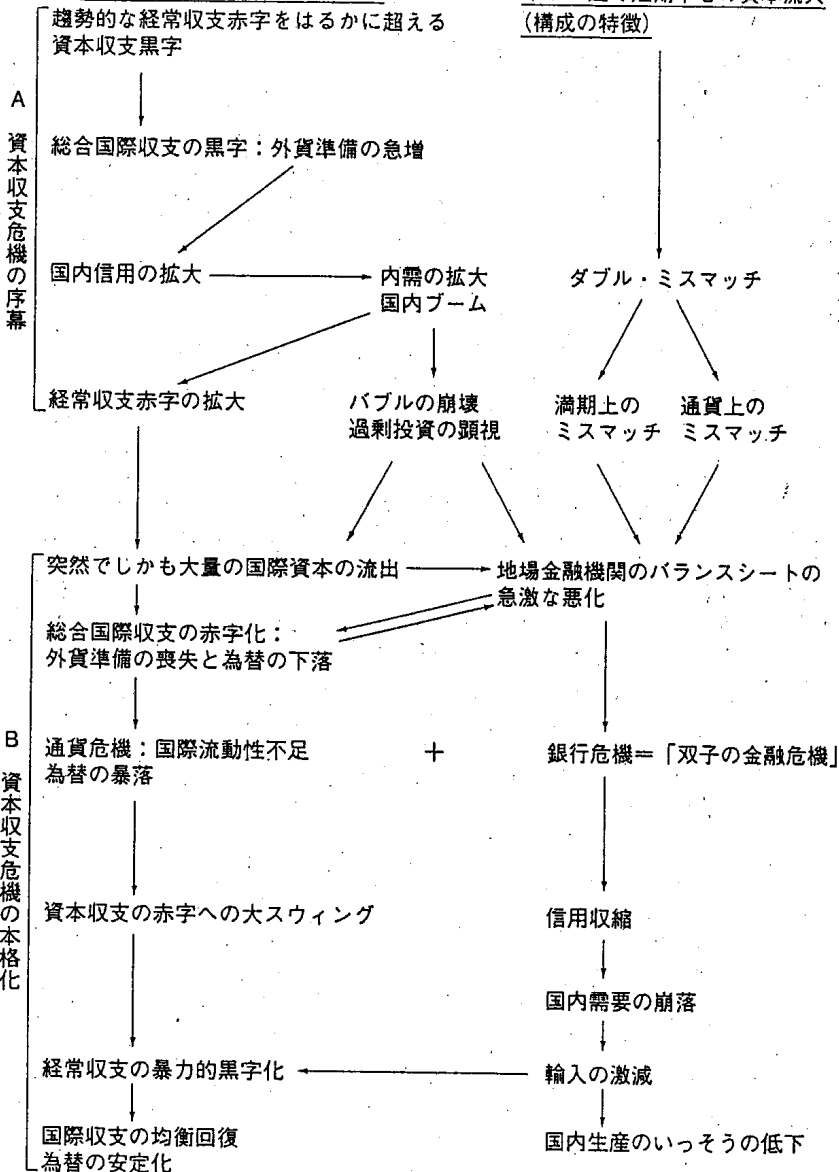 趨勢的な経常収支赤字をはるかに超える
資本収支黒字
(構成の特徴)
A 資本収支危機の序幕
総合国際収支の黒字：外貨準備の急増
国内信用の拡大
内需の拡大
国内ブーム
ダブル・ミスマッチ
経常収支赤字の拡大
バブルの崩壊
過剰投資の顕視
満期上の
ミスマッチ
通貨上の
ミスマッチ
B 資本収支危機の本格化
突然でしかも大量の国際資本の流出
地場金融機関のバランスシートの
急激な悪化
総合国際収支の赤字化：
外貨準備の喪失と為替の下落
通貨危機：国際流動性不足
為替の暴落
+
銀行危機＝「双子の金融危機」
資本収支の赤字への大スウィング
信用収縮
国内需要の崩落
経常収支の暴力的黒字化
輸入の激減
国際収支の均衡回復
為替の安定化
国内生産のいっそうの低下